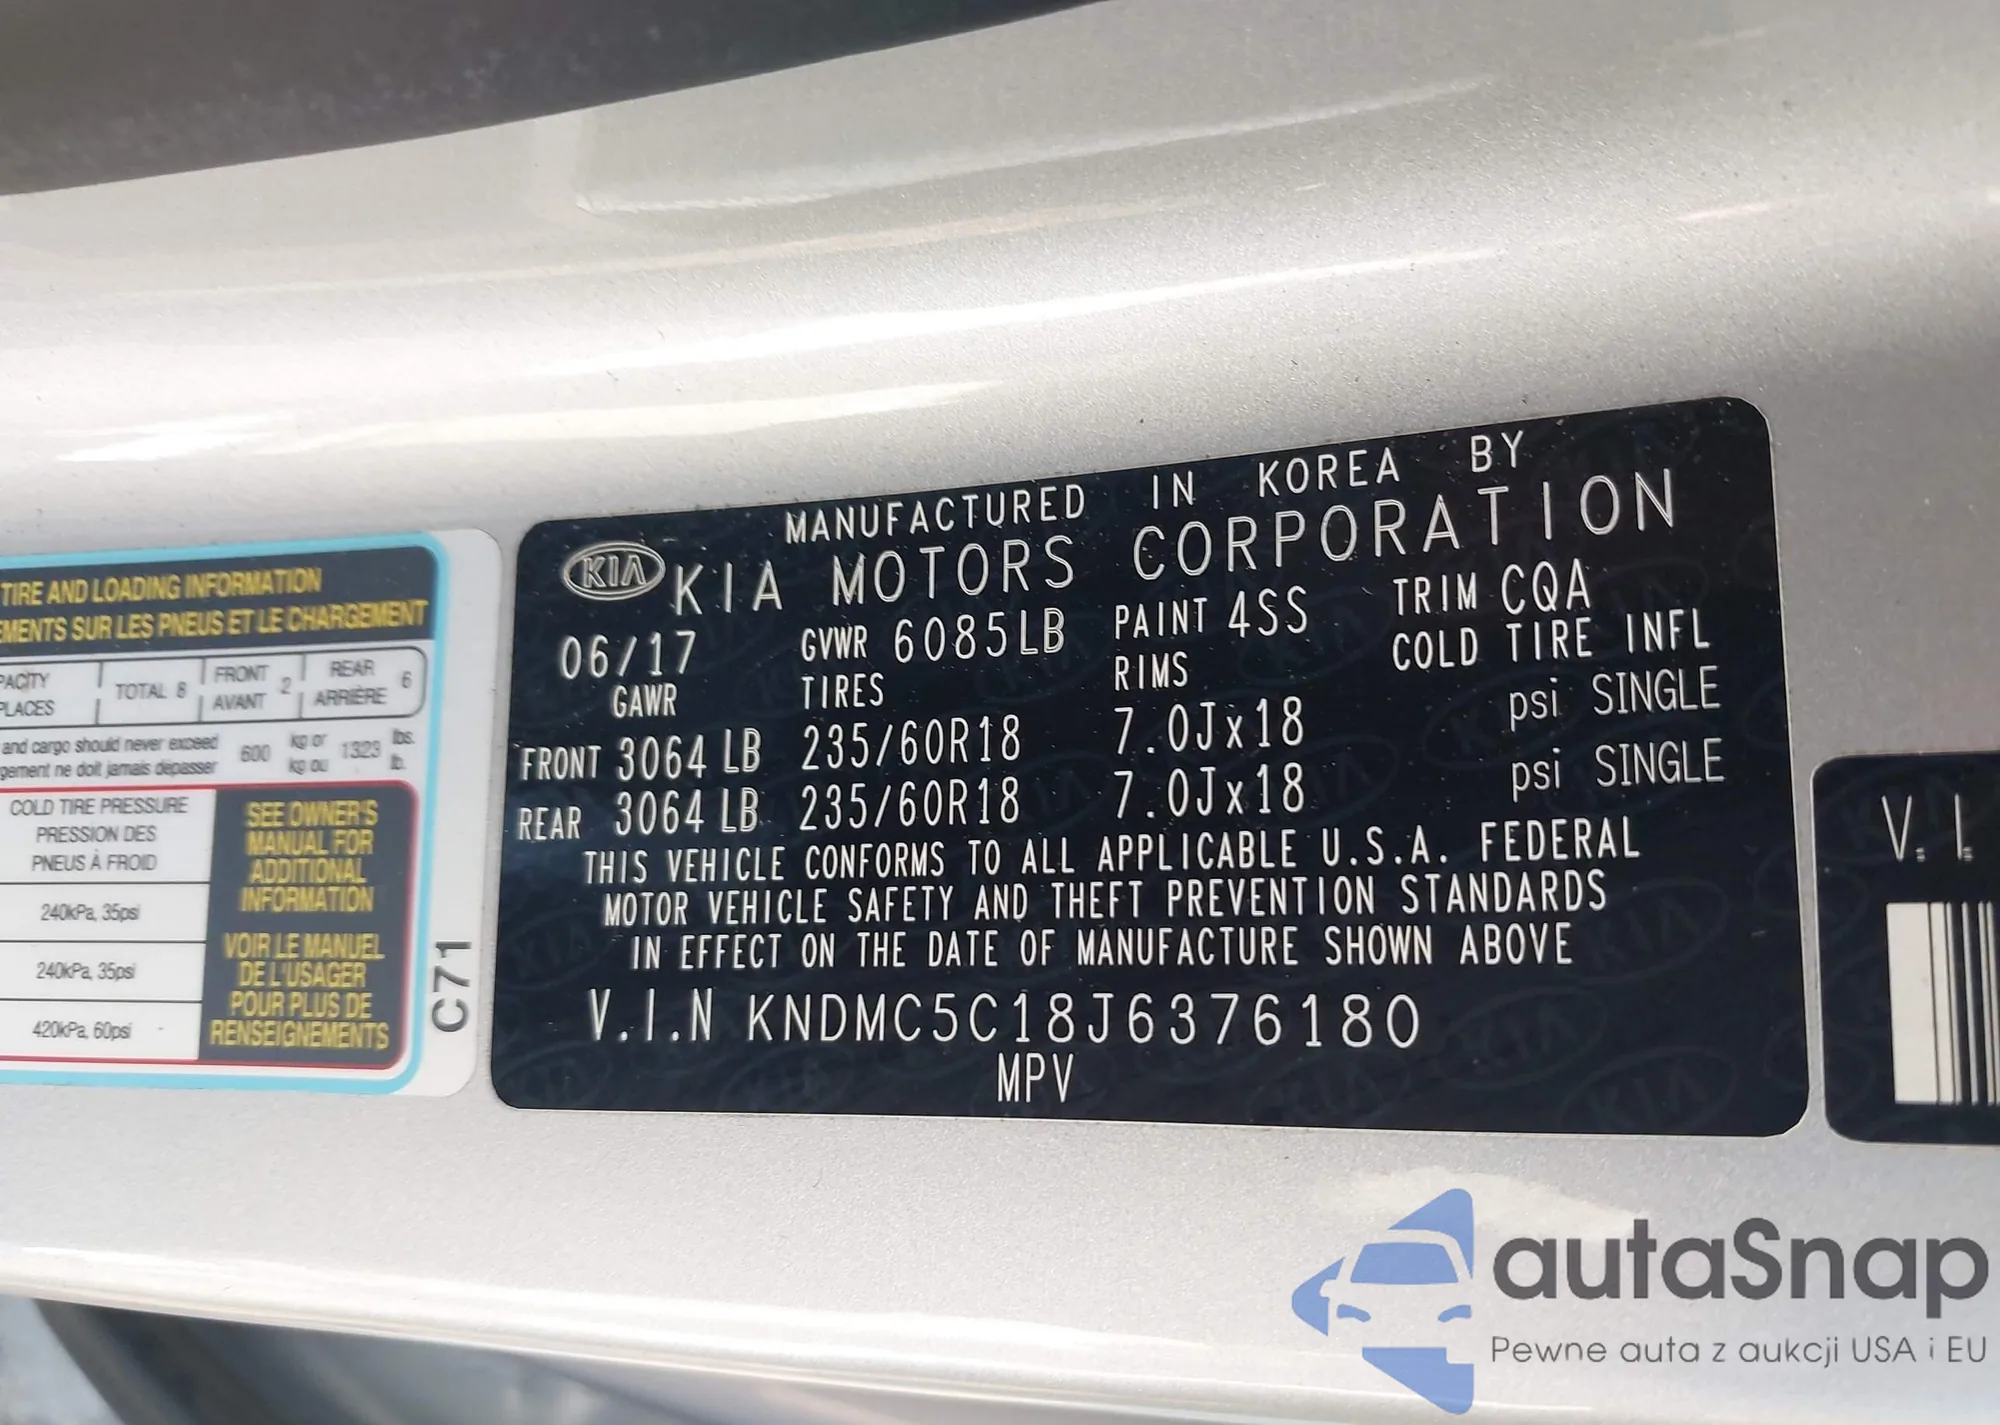 TIRE AND LOADING INFORMATION
EMENTS SUR LES PNEUS ET LE CHARGEMENT
PACITY
PLACES
TOTAL 8
FRONT
AVANT
2
REAR
ARRIÈRE
6
and cargo should never exceed
gement ne doit jamais dépasser
600
kg or
kg ou
1323
lbs.
lb.
COLD TIRE PRESSURE
PRESSION DES
PNEUS À FROID
240kPa, 35psi
240kPa, 35psi
420kPa, 60psi
SEE OWNER'S
MANUAL FOR
ADDITIONAL
INFORMATION
VOIR LE MANUEL
DE L'USAGER
POUR PLUS DE
RENSEIGNEMENTS
C71
MANUFACTURED IN KOREA BY
KIA KIA MOTORS CORPORATION
06/17 GVWR 6085LB PAINT 4SS TRIM CQA
GAWR TIRES RIMS COLD TIRE INFL
FRONT 3064 LB 235/60R18 7.0Jx18 psi SINGLE
REAR 3064 LB 235/60R18 7.0Jx18 psi SINGLE
THIS VEHICLE CONFORMS TO ALL APPLICABLE U.S.A. FEDERAL
MOTOR VEHICLE SAFETY AND THEFT PREVENTION STANDARDS
IN EFFECT ON THE DATE OF MANUFACTURE SHOWN ABOVE
V.I.N KNDMC5C18J6376180
MPV
V.I.
autaSnap
Pewne auta z aukcji USA i EU